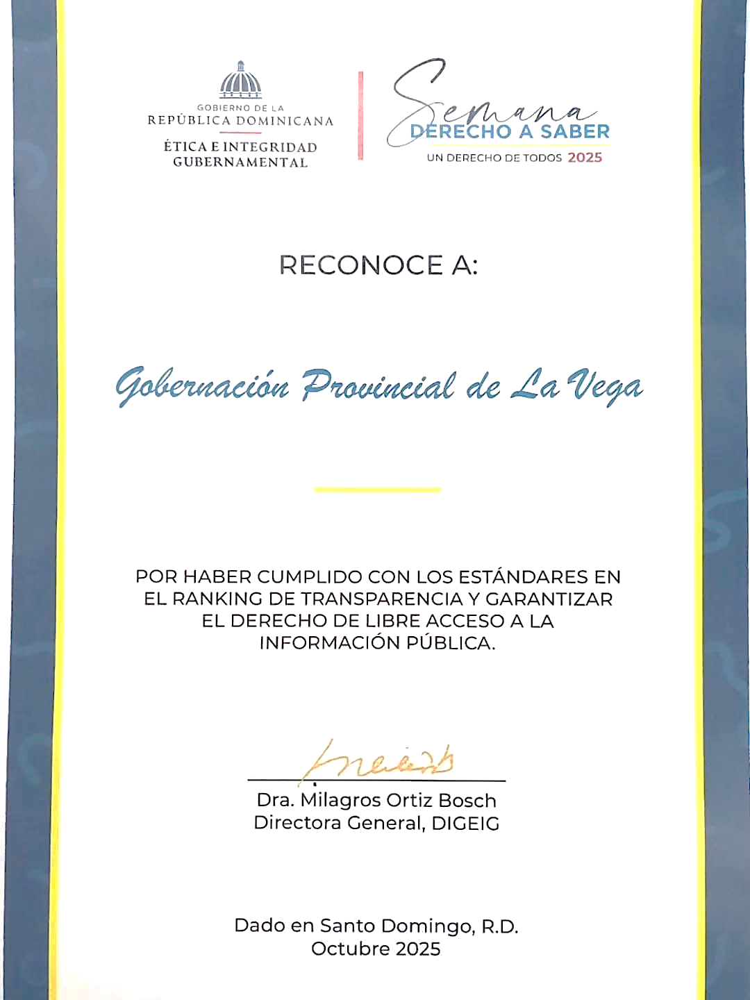 GOBIERNO DE LA
REPÚBLICA DOMINICANA
ÉTICA E INTEGRIDAD
GUBERNAMENTAL
Semana
DERECHO A SABER
UN DERECHO DE TODOS 2025
RECONOCE A:
Gobernación Provincial de La Vega
POR HABER CUMPLIDO CON LOS ESTÁNDARES EN
EL RANKING DE TRANSPARENCIA Y GARANTIZAR
EL DERECHO DE LIBRE ACCESO A LA
INFORMACIÓN PÚBLICA.
Dra. Milagros Ortiz Bosch
Directora General, DIGEIG
Dado en Santo Domingo, R.D.
Octubre 2025